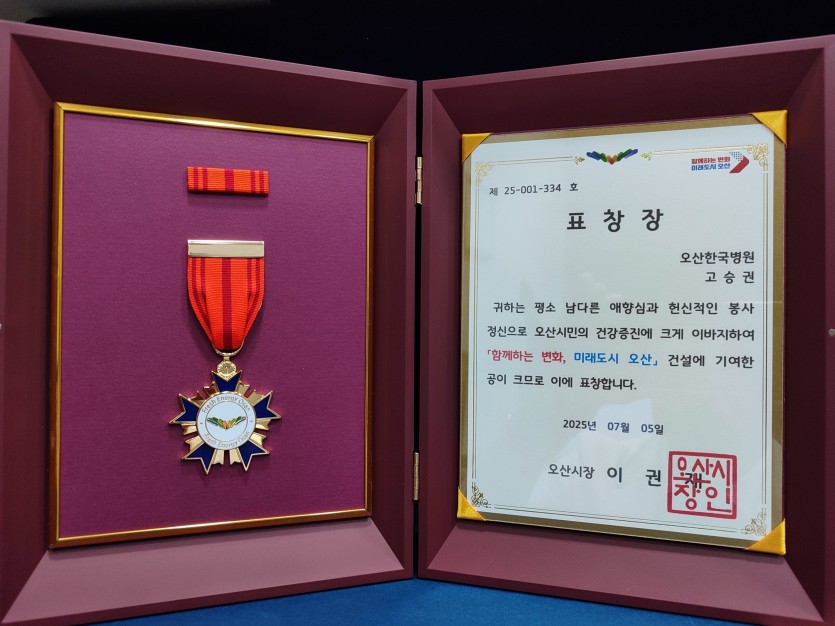 Fresh Energy Osan
Fresh Energy Osan
함께하는 변화
미래도시 오산
제 25-001-334 호
표 창 장
오산한국병원
고 승 권
귀하는 평소 남다른 애향심과 헌신적인 봉사
정신으로 오산시민의 건강증진에 크게 이바지하여
「함께하는 변화, 미래도시 오산」 건설에 기여한
공이 크므로 이에 표창합니다.
2025년 07월 05일
오산시장 이 권 재
오산시
장인